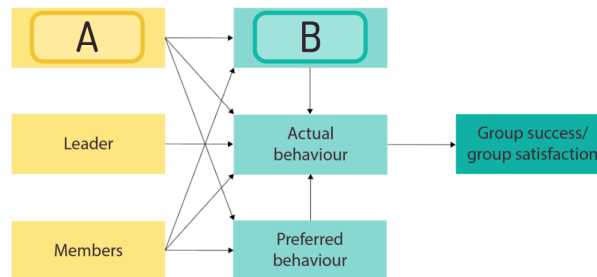 A
B
Leader
Actual
behaviour
Group success/
group satisfaction
Members
Preferred
behaviour